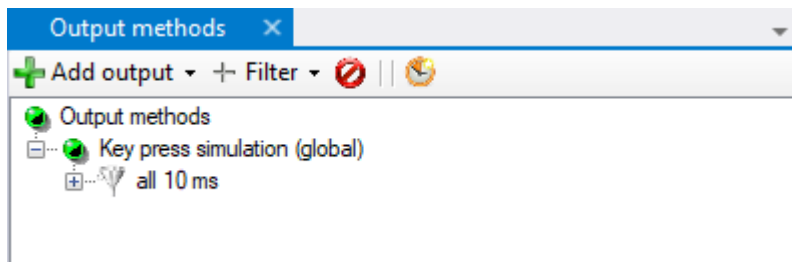 Output methods
Add output Filter
Output methods
Key press simulation (global)
all 10 ms